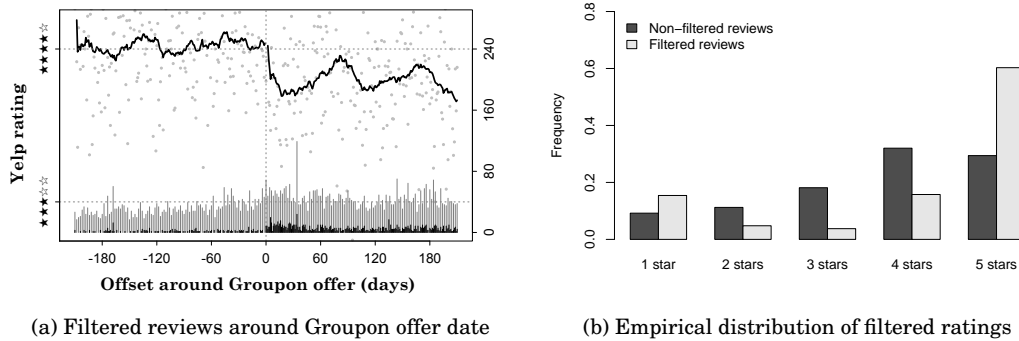 ★★★★☆
★★★☆☆
Yelp rating
240
160
80
0
-180
-120
-60
0
60
120
180
Offset around Groupon offer (days)
(a) Filtered reviews around Groupon offer date
0.8
0.6
0.4
0.2
0.0
Frequency
Non−filtered reviews
Filtered reviews
1 star
2 stars
3 stars
4 stars
5 stars
(b) Empirical distribution of filtered ratings